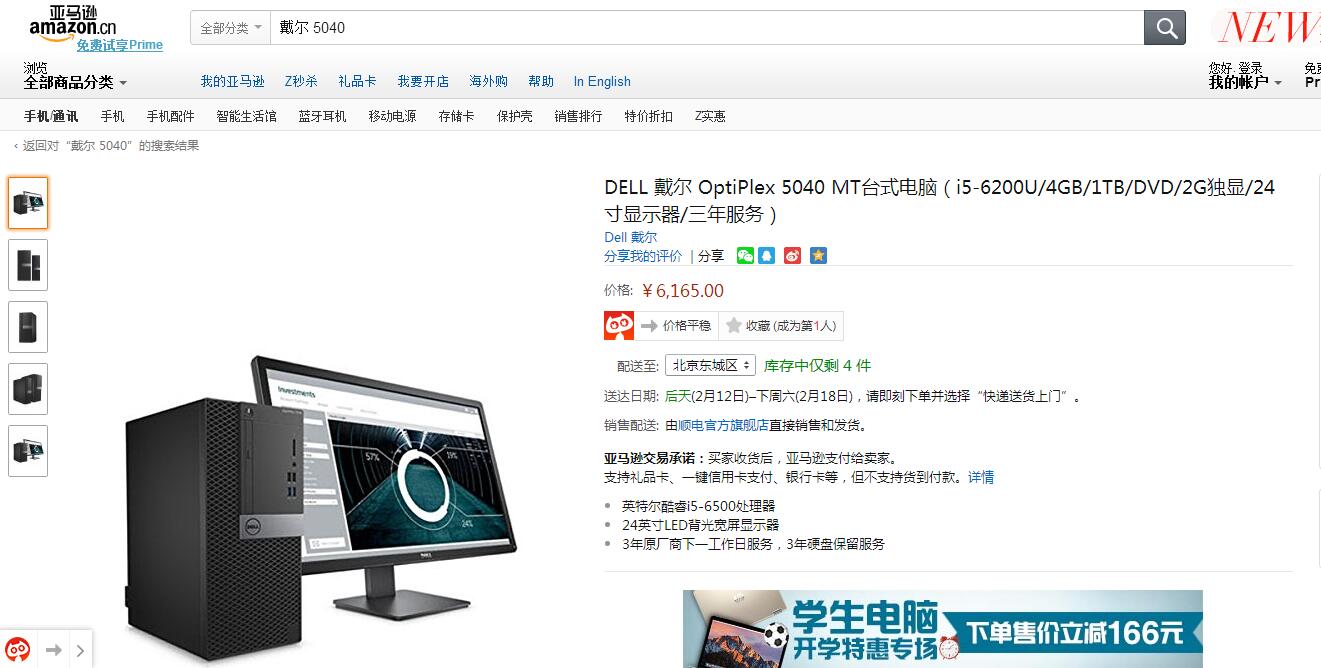 亚马逊
amazon.cn
免费试享Prime
全部分类
戴尔 5040
NEW
浏览
全部商品分类
我的亚马逊 Z秒杀 礼品卡 我要开店 海外购 帮助 In English
您好. 登录
我的帐户
免
Pr
手机/通讯 手机 手机配件 智能生活馆 蓝牙耳机 移动电源 存储卡 保护壳 销售排行 特价折扣 Z实惠
‹ 返回对“戴尔 5040”的搜索结果
DELL 戴尔 OptiPlex 5040 MT台式电脑（i5-6200U/4GB/1TB/DVD/2G独显/24
寸显示器/三年服务）
Dell 戴尔
分享我的评价 | 分享
价格: ￥6,165.00
价格平稳 收藏 (成为第1人)
配送至: 北京东城区 库存中仅剩 4 件
送达日期: 后天(2月12日)–下周六(2月18日)，请即刻下单并选择“快递送货上门”。
销售配送: 由顺电官方旗舰店直接销售和发货。
亚马逊交易承诺：买家收货后，亚马逊支付给卖家。
支持礼品卡、一键信用卡支付、银行卡等，但不支持货到付款。详情
英特尔酷睿i5-6500处理器
24英寸LED背光宽屏显示器
3年原厂商下一工作日服务，3年硬盘保留服务
Investments
57%
19%
24%
DELL
DELL
学生电脑
开学特惠专场
下单售价立减166元